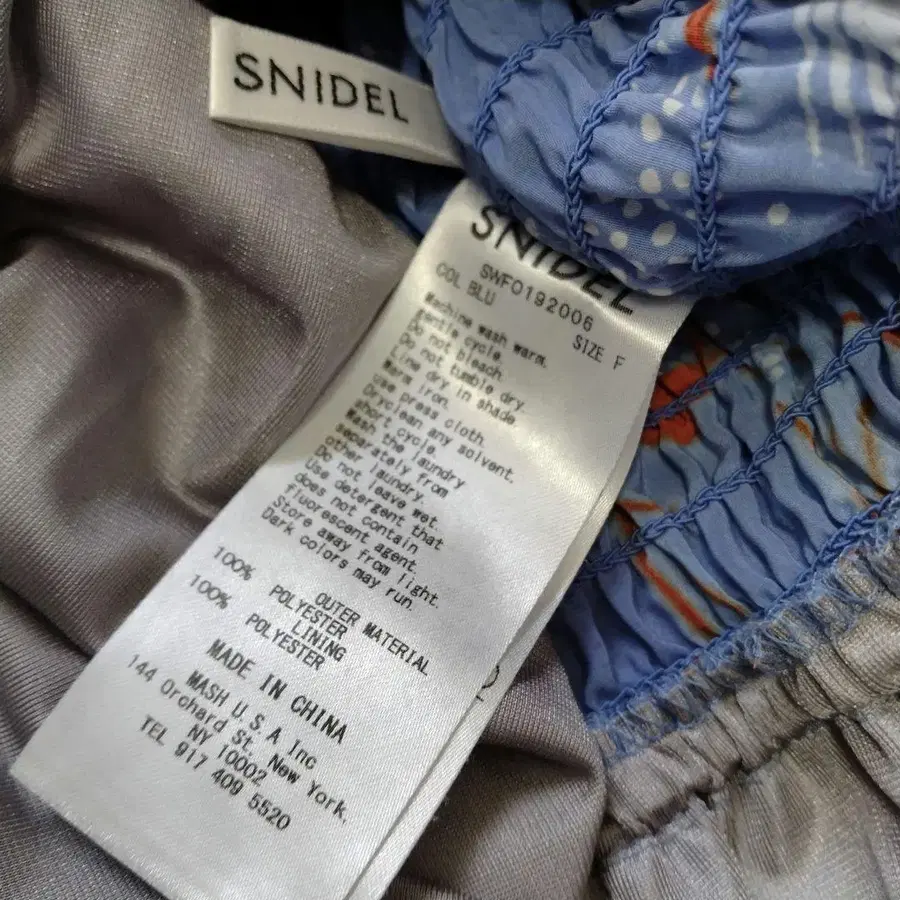 SNIDEL
SNIDEL
SWFO192006
COL BLU
SIZE F
Machine wash warm.
gentle cycle.
Do not bleach.
Do not tumble dry.
Line dry in shade.
Warm iron.
Use press cloth.
Dryclean any solvent.
short cycle.
Wash the laundry
separately from
other laundry.
Do not leave wet.
Use detergent that
does not contain
fluorescent agent.
Store away from light.
Dark colors may run.
OUTER MATERIAL
100% POLYESTER
LINING
100% POLYESTER
MADE IN CHINA
MASH U.S.A Inc
144 Orchard St. New York.
NY 10002
TEL 917 409 5520